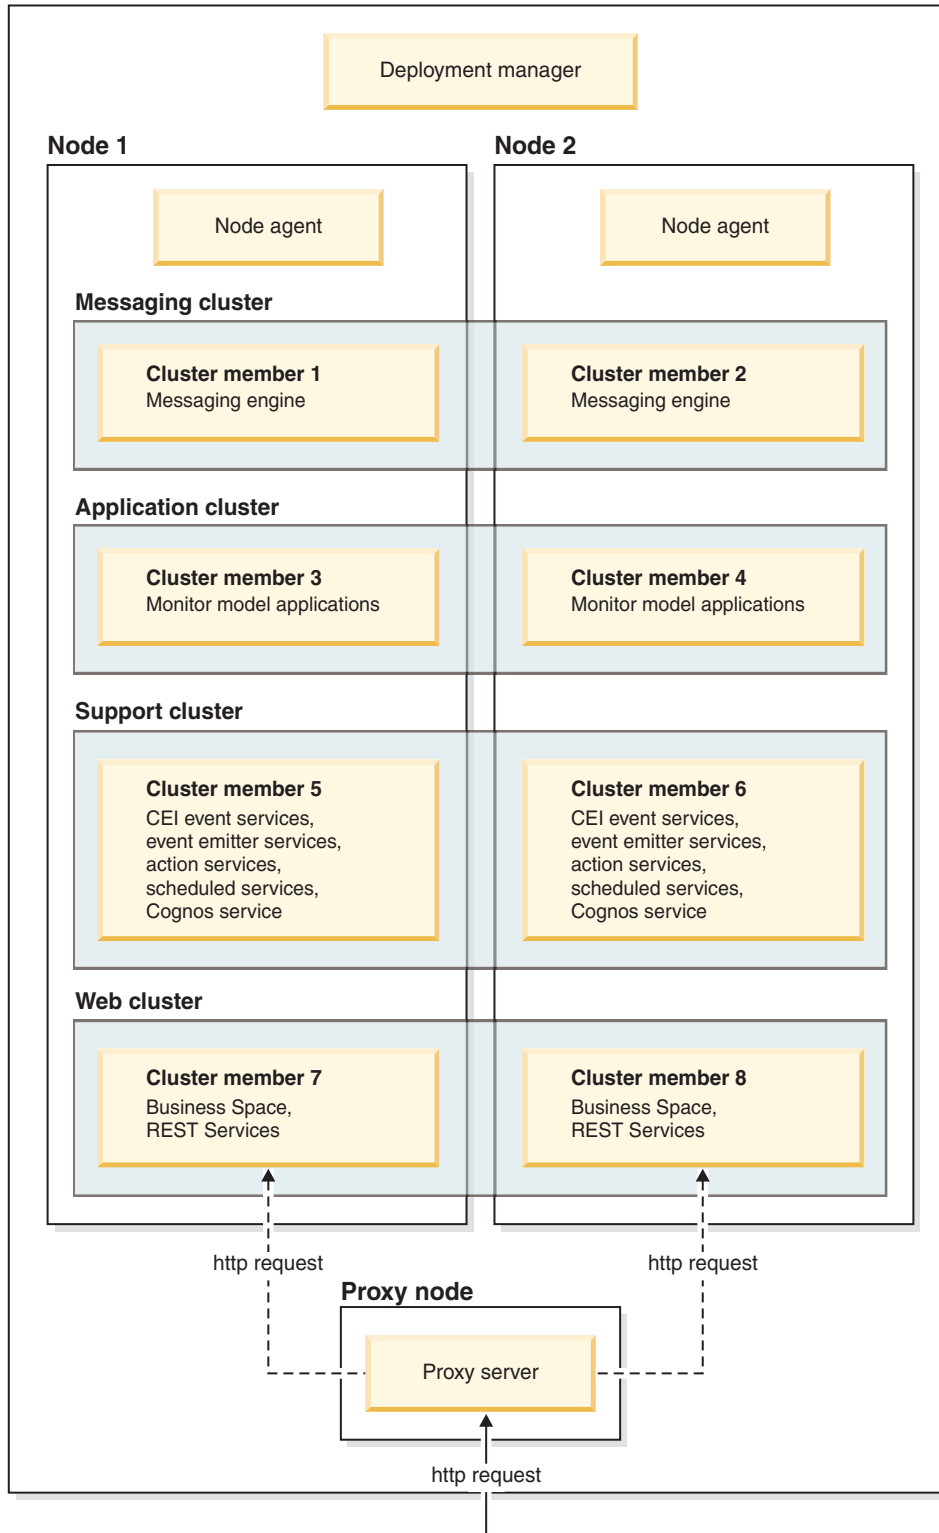 Deployment manager
Node 1
Node 2
Node agent
Node agent
Messaging cluster
Cluster member 1
Messaging engine
Cluster member 2
Messaging engine
Application cluster
Cluster member 3
Monitor model applications
Cluster member 4
Monitor model applications
Support cluster
Cluster member 5
CEI event services,
event emitter services,
action services,
scheduled services,
Cognos service
Cluster member 6
CEI event services,
event emitter services,
action services,
scheduled services,
Cognos service
Web cluster
Cluster member 7
Business Space,
REST Services
Cluster member 8
Business Space,
REST Services
http request
http request
Proxy node
Proxy server
http request